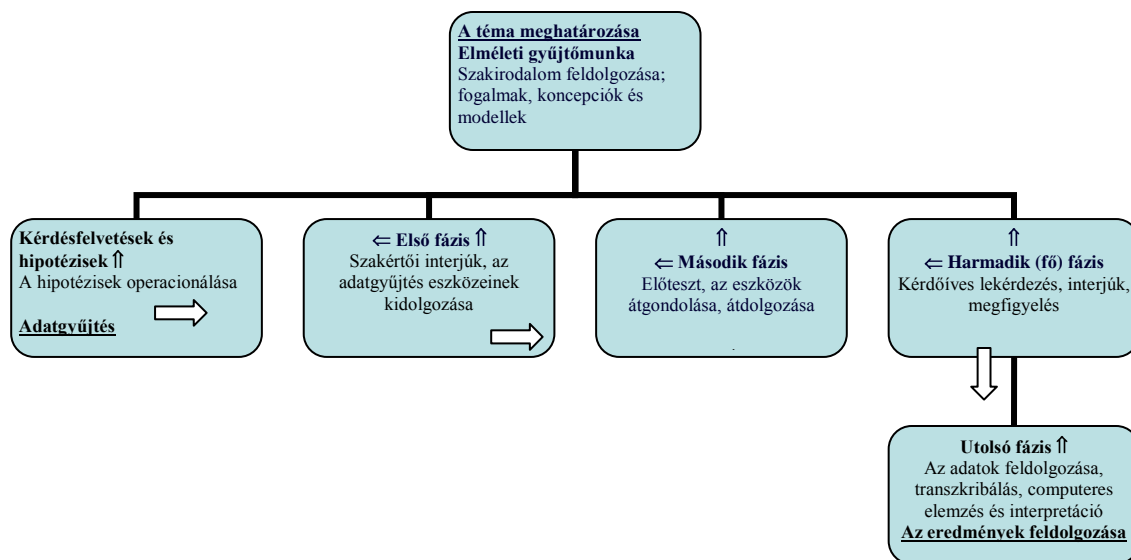 A téma meghatározása
Elméleti gyűjtőmunka
Szakirodalom feldolgozása;
fogalmak, koncepciók és
modellek
Kérdésfelvetések és
hipotézisek ⇑
A hipotézisek operacionálása
Adatgyűjtés
⇐ Első fázis ⇑
Szakértői interjúk, az
adatgyűjtés eszközeinek
kidolgozása
⇑
⇐ Második fázis
Előteszt, az eszközök
átgondolása, átdolgozása
.
⇑
⇐ Harmadik (fő) fázis
Kérdőíves lekérdezés, interjúk,
megfigyelés
Utolsó fázis ⇑
Az adatok feldolgozása,
transzkribálás, computeres
elemzés és interpretáció
Az eredmények feldolgozása